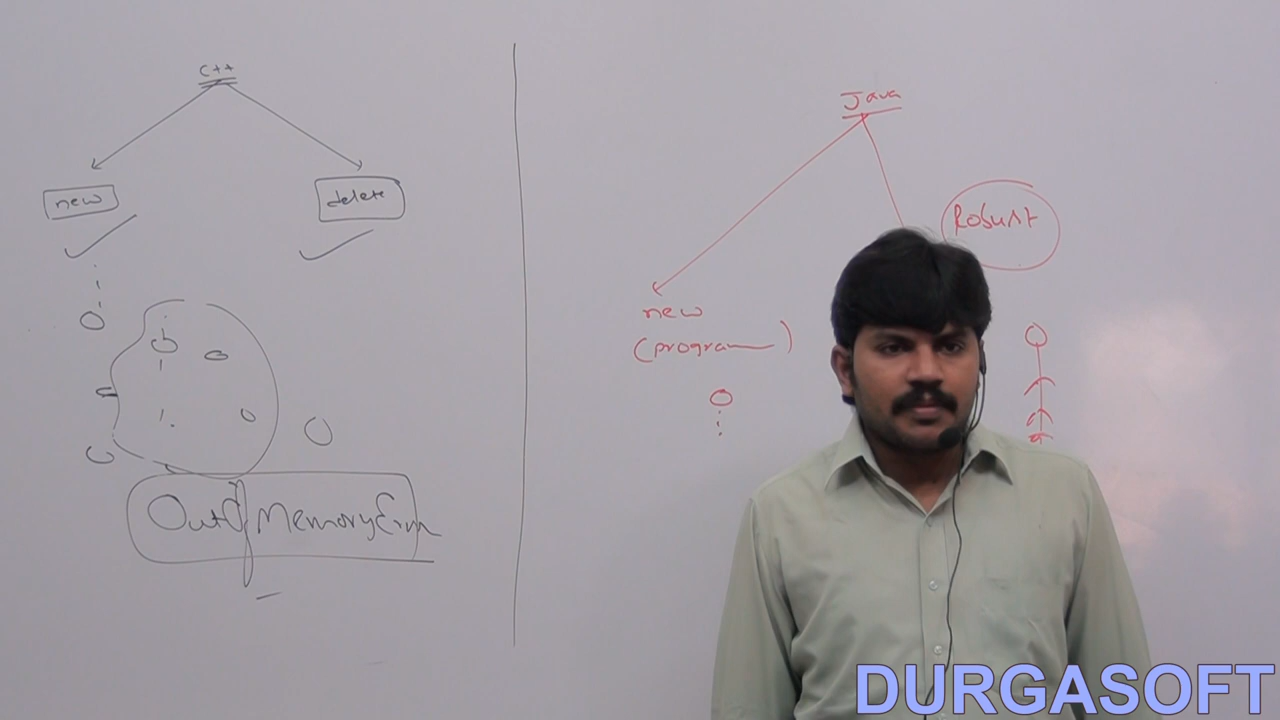 C++
new
delete
OutOfMemoryError
Java
Robust
new
(program)
DURGASOFT